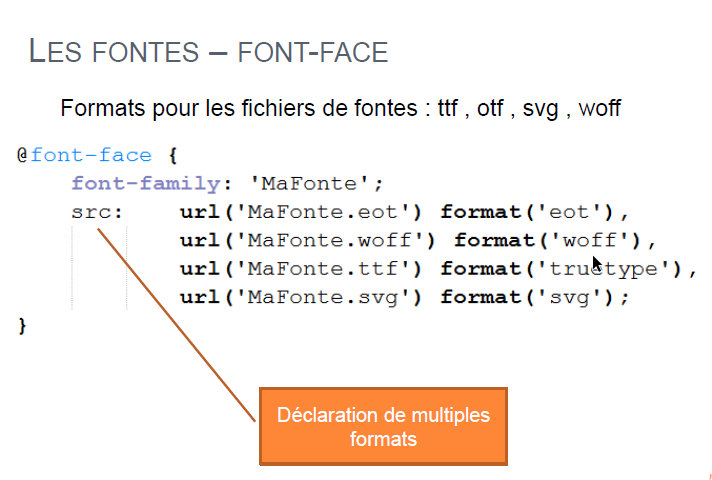 LES FONTES – FONT-FACE
Formats pour les fichiers de fontes : ttf , otf , svg , woff
@font-face {
font-family: 'MaFonte';
src: url('MaFonte.eot') format('eot'),
url('MaFonte.woff') format('woff'),
url('MaFonte.ttf') format('truetype'),
url('MaFonte.svg') format('svg');
}
Déclaration de multiples
formats